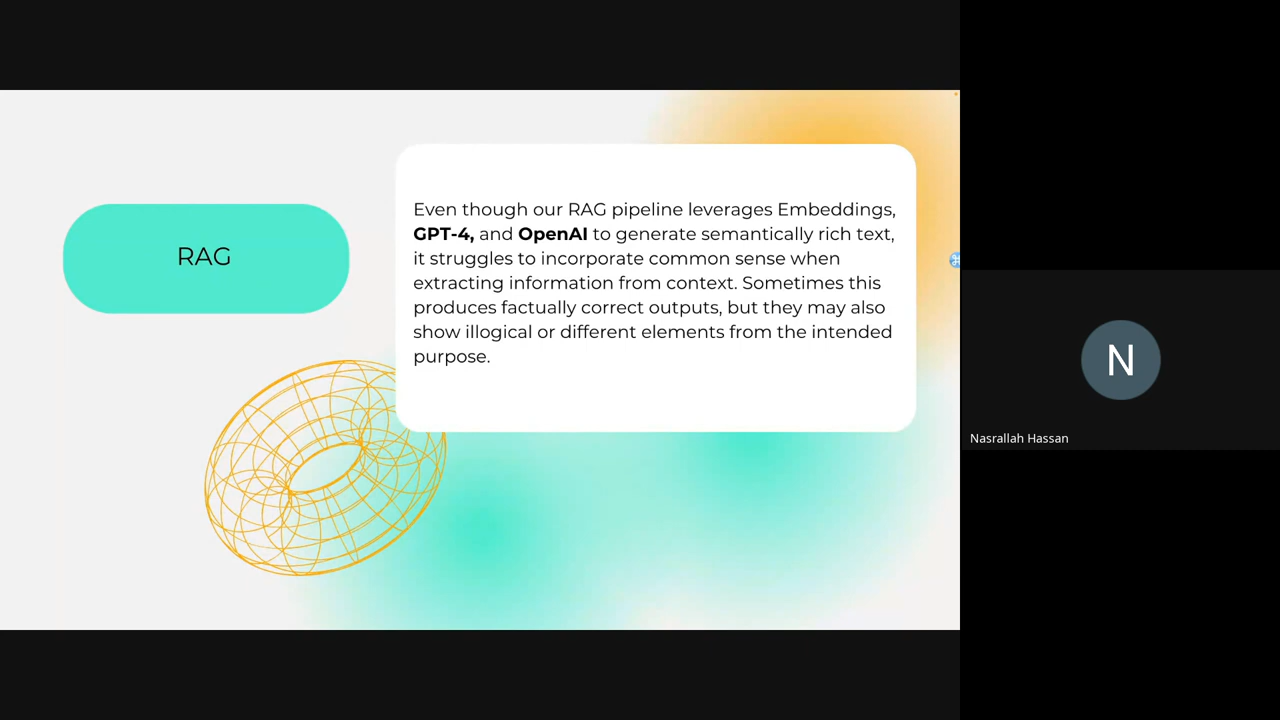 RAG
Even though our RAG pipeline leverages Embeddings,
GPT-4, and OpenAI to generate semantically rich text,
it struggles to incorporate common sense when
extracting information from context. Sometimes this
produces factually correct outputs, but they may also
show illogical or different elements from the intended
purpose.
N
Nasrallah Hassan